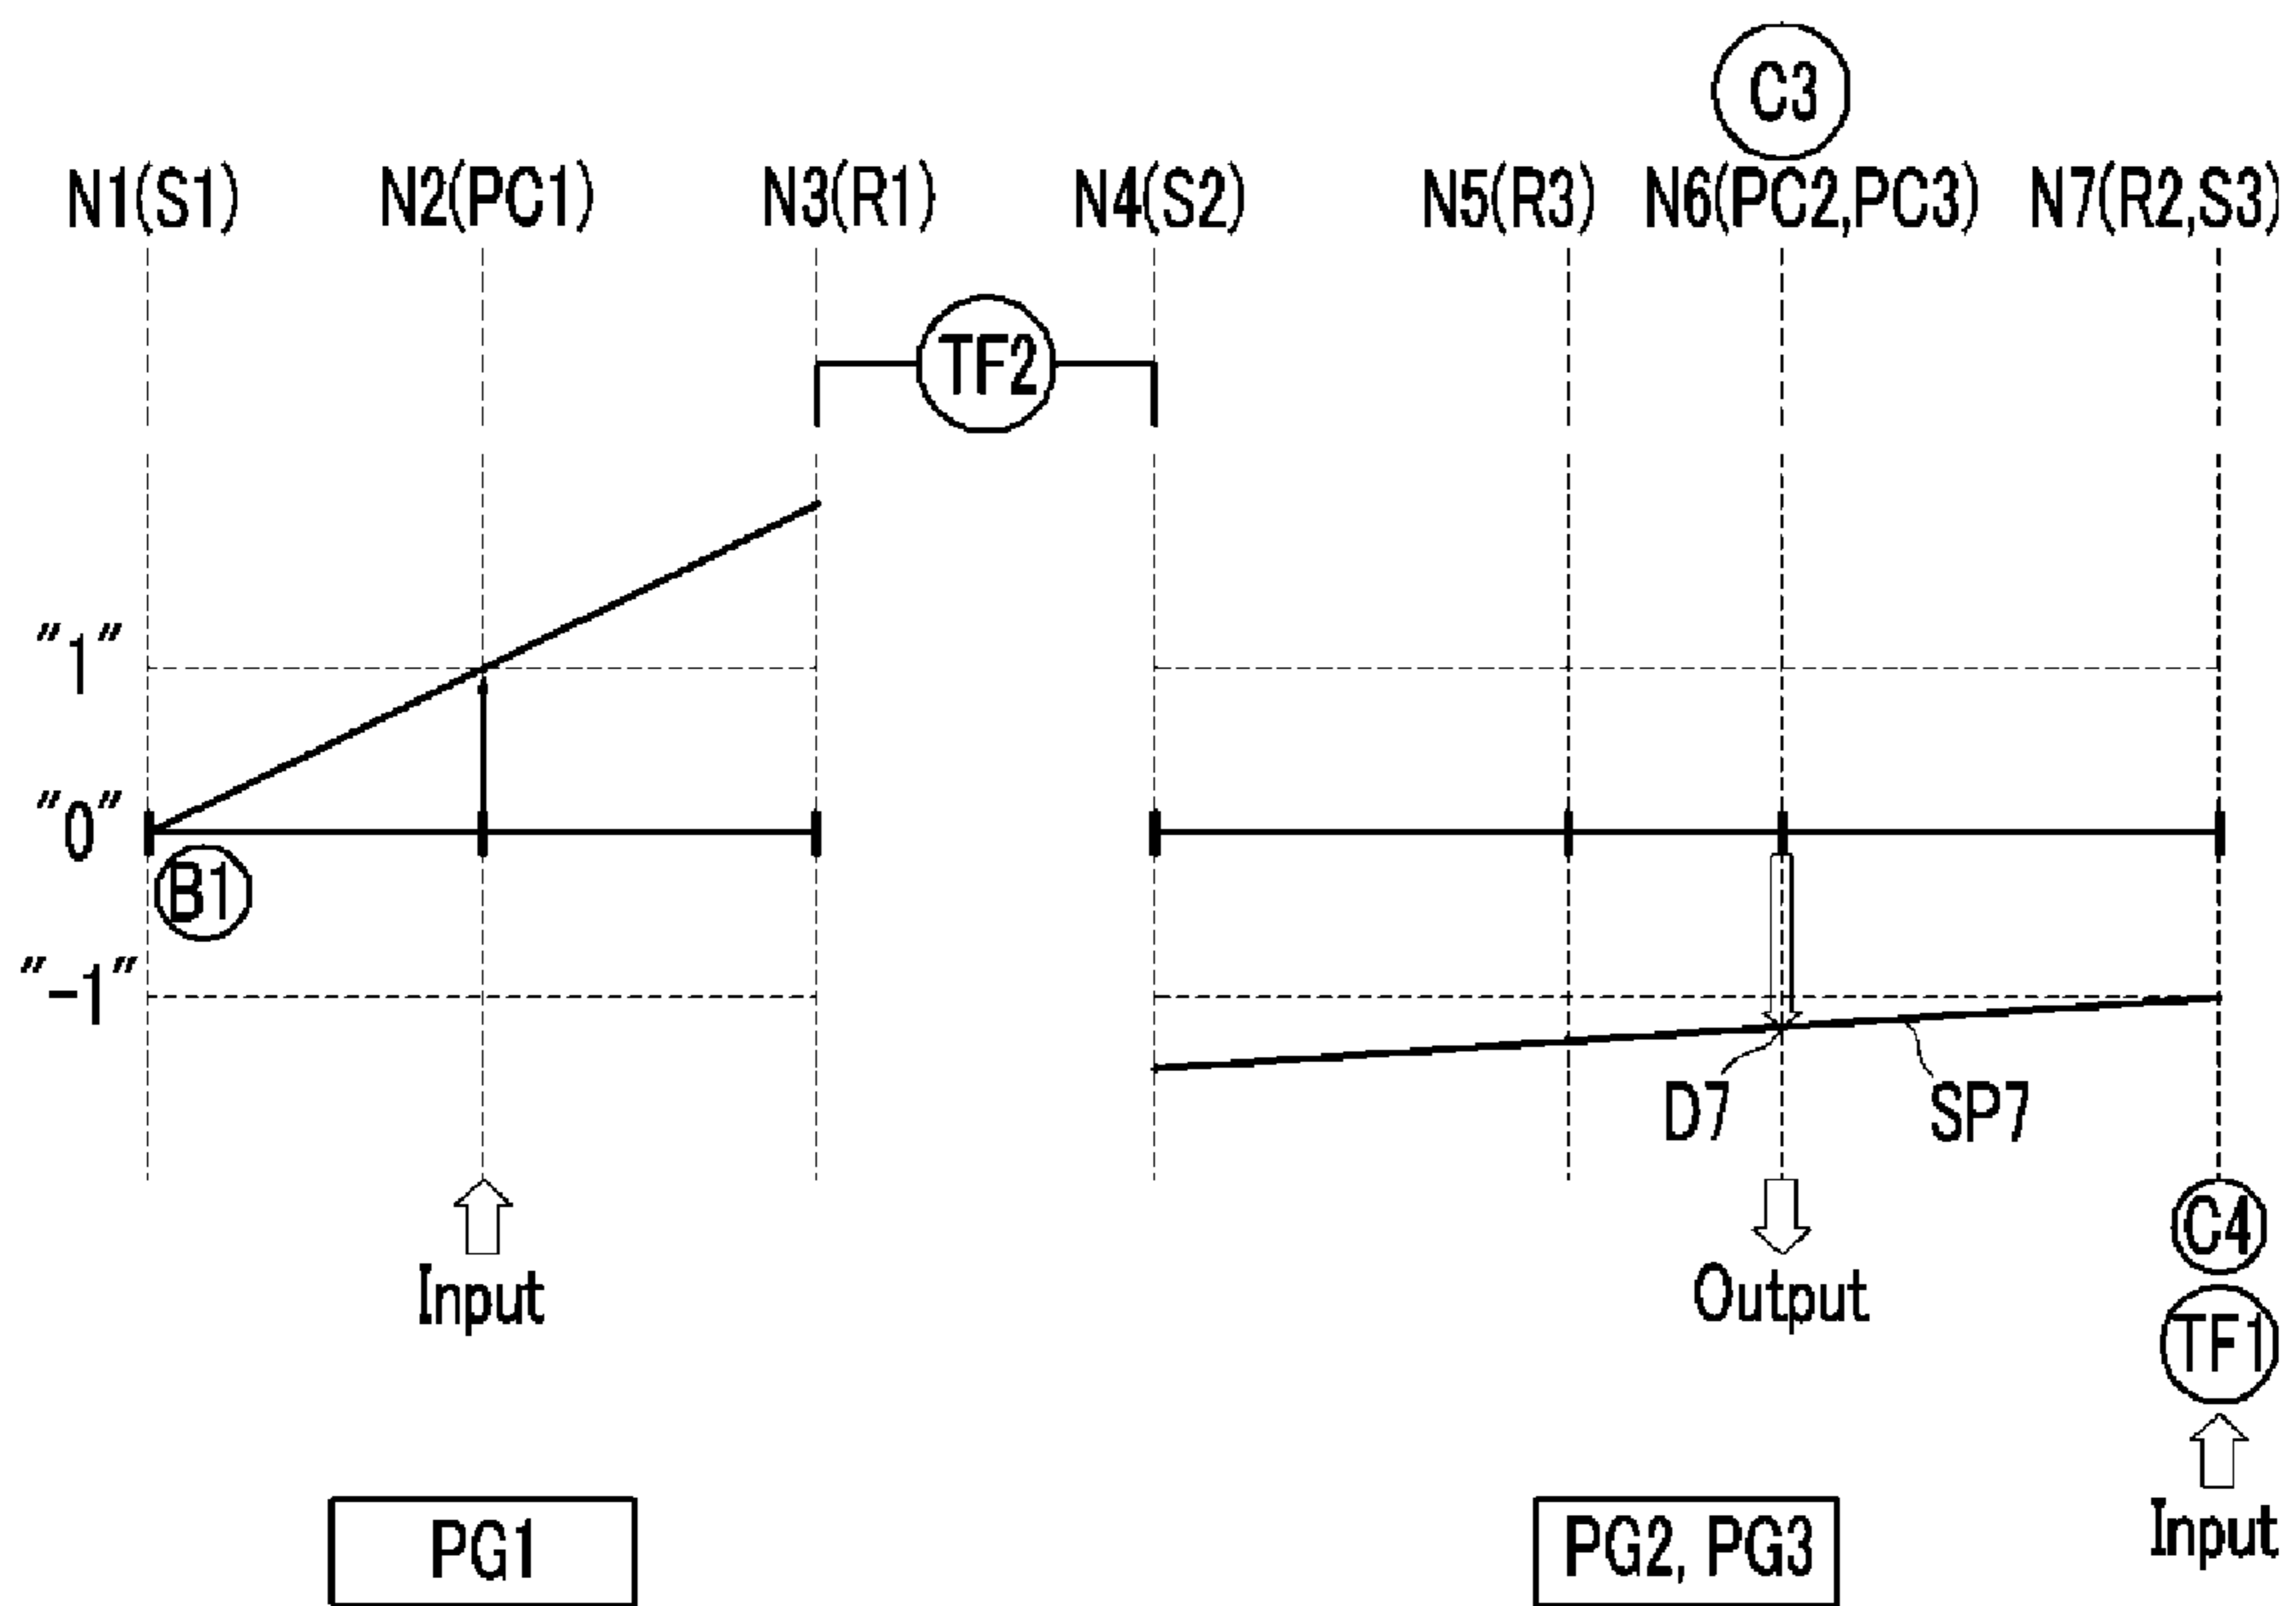 C3
N1(S1) N2(PC1) N3(R1) N4(S2) N5(R3) N6(PC2,PC3) N7(R2,S3)
TF2
"1"
"0"
B1
"-1"
D7 SP7
C4
Input Output
TF1
PG1 PG2, PG3 Input